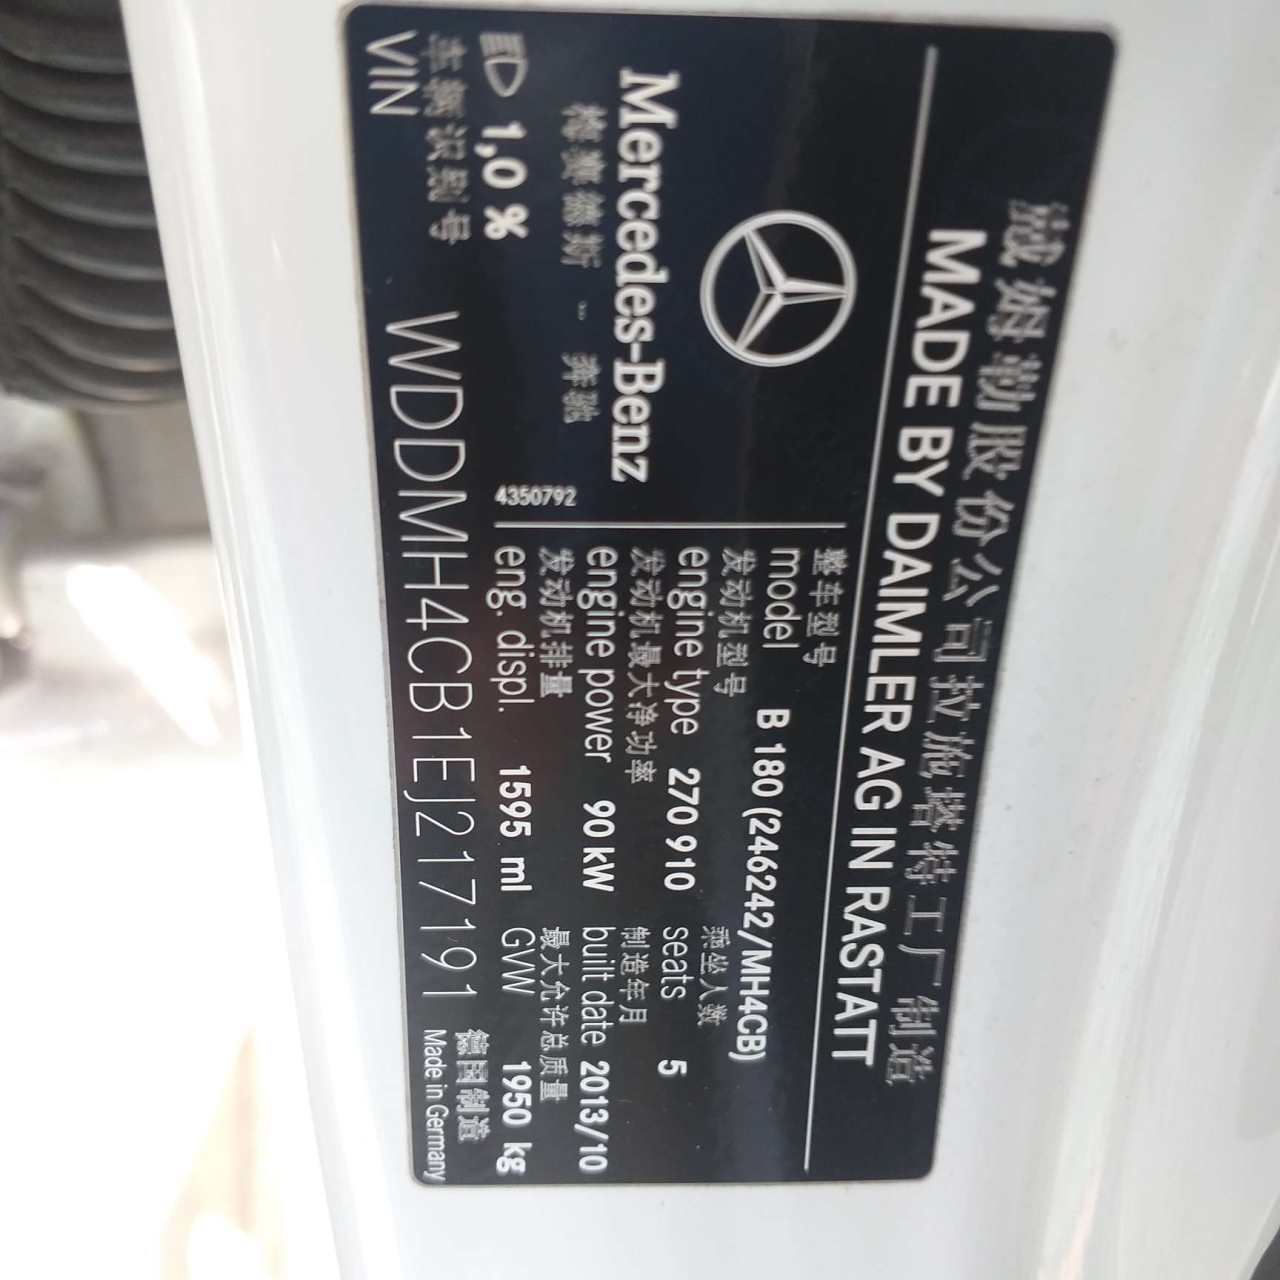 戴姆勒股份公司拉施塔特工厂制造
MADE BY DAIMLER AG IN RASTATT
Mercedes-Benz
梅赛德斯 - 奔驰
1,0 %
4350792
整车型号
model B 180 (246242/MH4CB)
发动机型号 乘坐人数
engine type 270 910 seats 5
发动机最大净功率 制造年月
engine power 90 kW built date 2013/10
发动机排量 最大允许总质量
eng. displ. 1595 ml GVW 1950 kg
车辆识别号 德国制造
VIN WDDMH4CB1EJ217191 Made in Germany